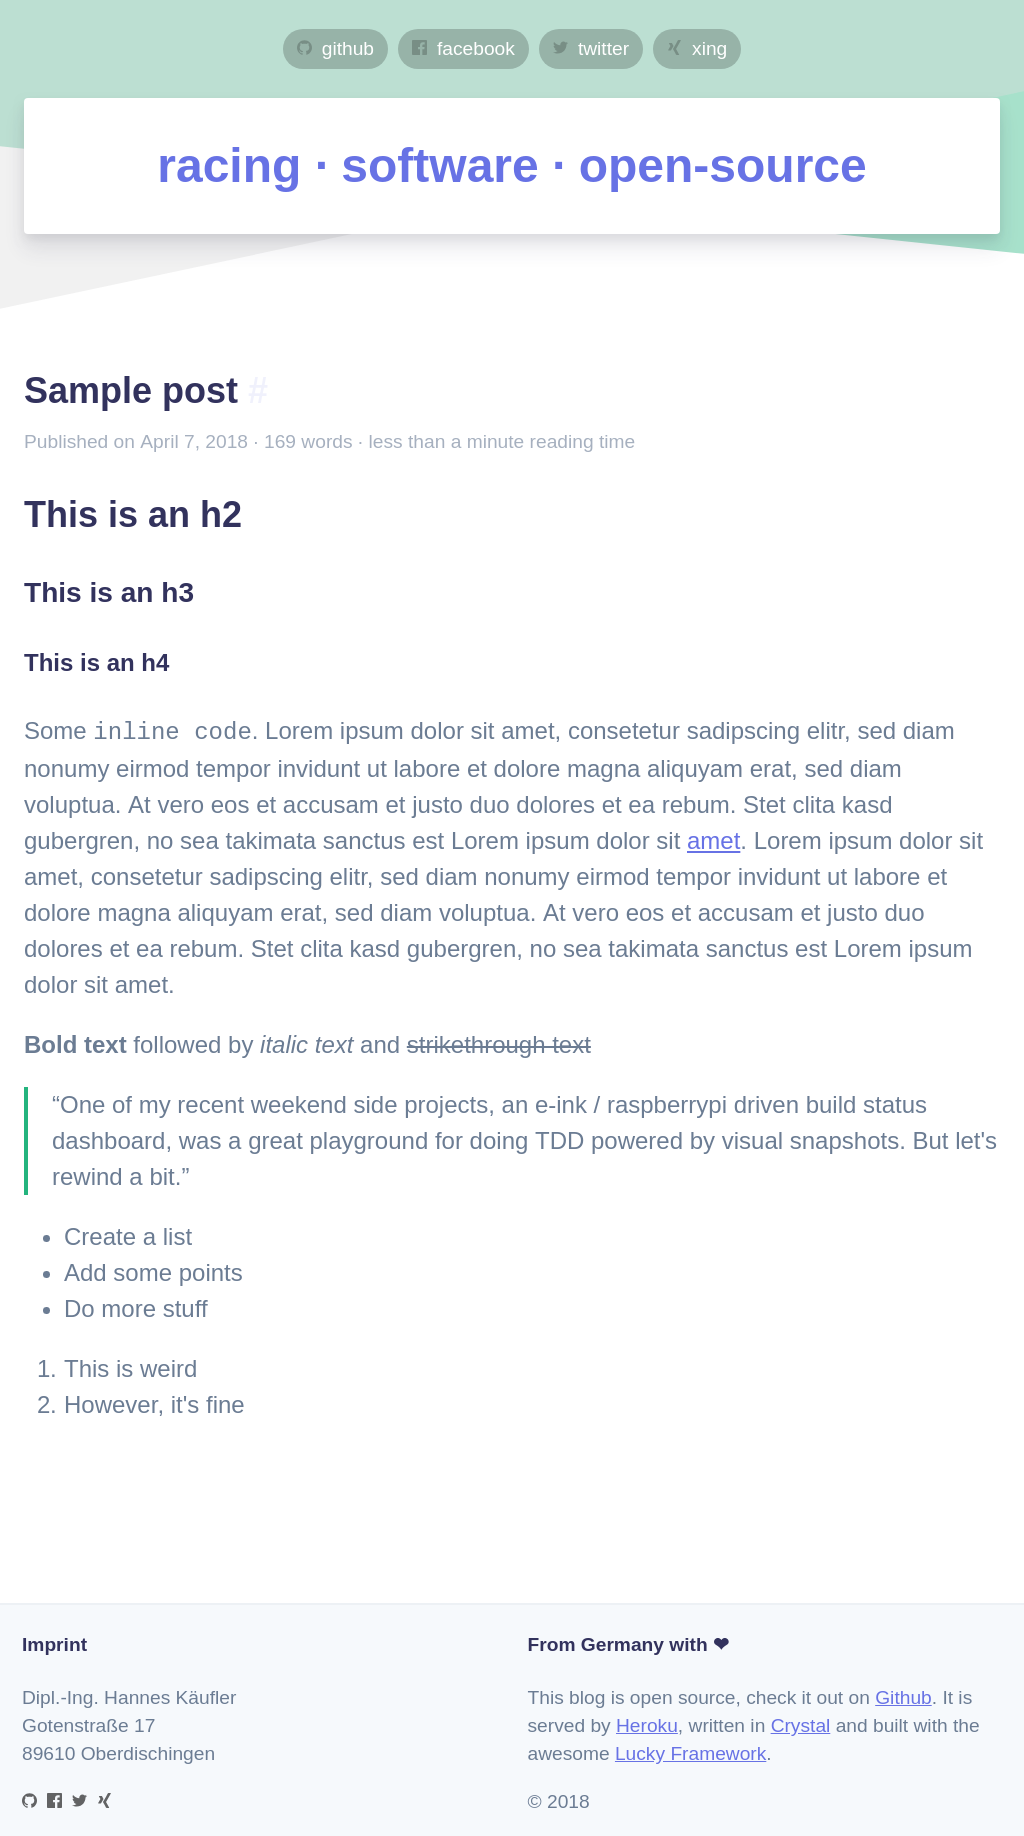 github facebook twitter xing
racing · software · open-source
Sample post #
Published on April 7, 2018 · 169 words · less than a minute reading time
This is an h2
This is an h3
This is an h4
Some inline code. Lorem ipsum dolor sit amet, consetetur sadipscing elitr, sed diam
nonumy eirmod tempor invidunt ut labore et dolore magna aliquyam erat, sed diam
voluptua. At vero eos et accusam et justo duo dolores et ea rebum. Stet clita kasd
gubergren, no sea takimata sanctus est Lorem ipsum dolor sit amet. Lorem ipsum dolor sit
amet, consetetur sadipscing elitr, sed diam nonumy eirmod tempor invidunt ut labore et
dolore magna aliquyam erat, sed diam voluptua. At vero eos et accusam et justo duo
dolores et ea rebum. Stet clita kasd gubergren, no sea takimata sanctus est Lorem ipsum
dolor sit amet.
Bold text followed by italic text and strikethrough text
“One of my recent weekend side projects, an e-ink / raspberrypi driven build status
dashboard, was a great playground for doing TDD powered by visual snapshots. But let's
rewind a bit.”
• Create a list
• Add some points
• Do more stuff
1. This is weird
2. However, it's fine
Imprint
Dipl.-Ing. Hannes Käufler
Gotenstraße 17
89610 Oberdischingen
From Germany with ❤
This blog is open source, check it out on Github. It is
served by Heroku, written in Crystal and built with the
awesome Lucky Framework.
© 2018